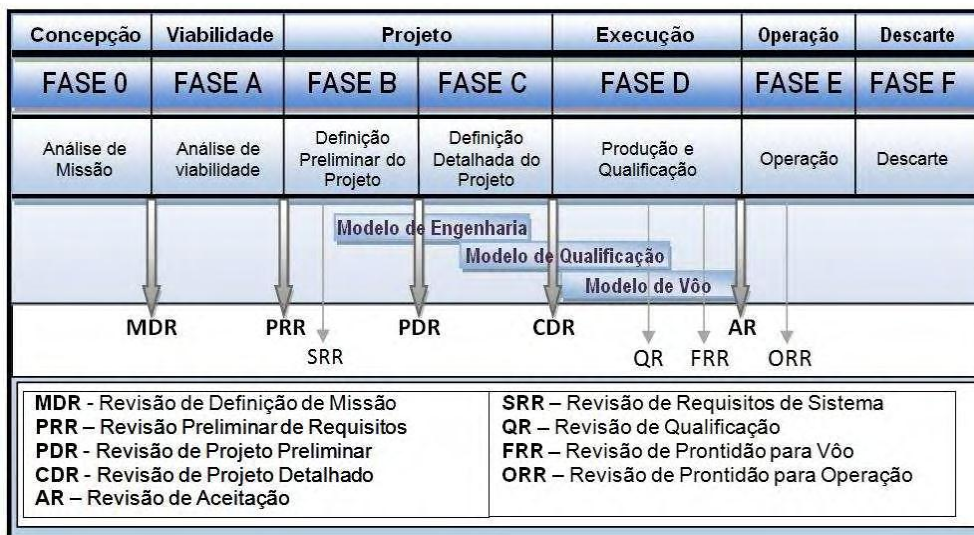 Concepção Viabilidade Projeto Execução Operação Descarte
FASE 0 FASE A FASE B FASE C FASE D FASE E FASE F
Análise de Missão
Análise de viabilidade
Definição Preliminar do Projeto
Definição Detalhada do Projeto
Produção e Qualificação
Operação
Descarte
Modelo de Engenharia
Modelo de Qualificação
Modelo de Vôo
MDR PRR PDR CDR AR
SRR QR FRR ORR
MDR - Revisão de Definição de Missão
PRR – Revisão Preliminar de Requisitos
PDR - Revisão de Projeto Preliminar
CDR – Revisão de Projeto Detalhado
AR – Revisão de Aceitação
SRR – Revisão de Requisitos de Sistema
QR – Revisão de Qualificação
FRR – Revisão de Prontidão para Vôo
ORR – Revisão de Prontidão para Operação